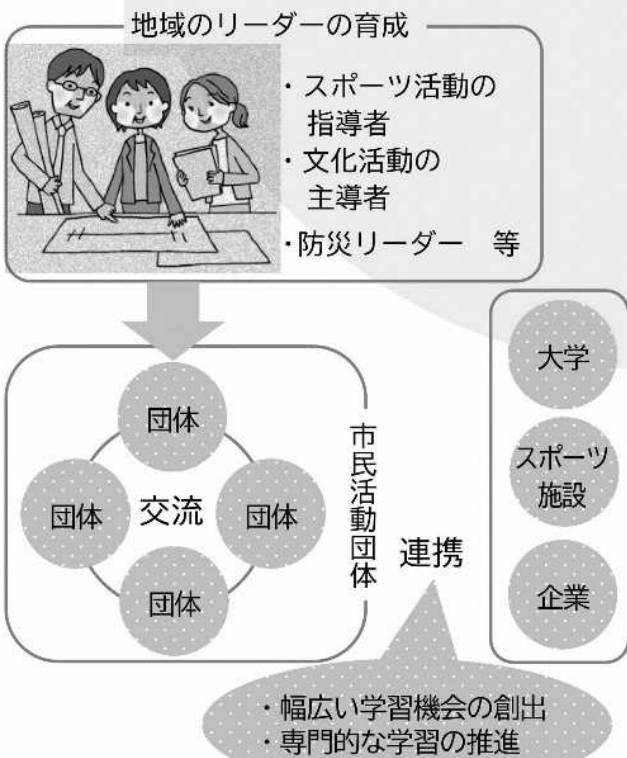 地域のリーダーの育成
・スポーツ活動の
指導者
・文化活動の
主導者
・防災リーダー　等
団体
団体
交流
団体
団体
市民活動団体
連携
大学
スポーツ
施設
企業
・幅広い学習機会の創出
・専門的な学習の推進